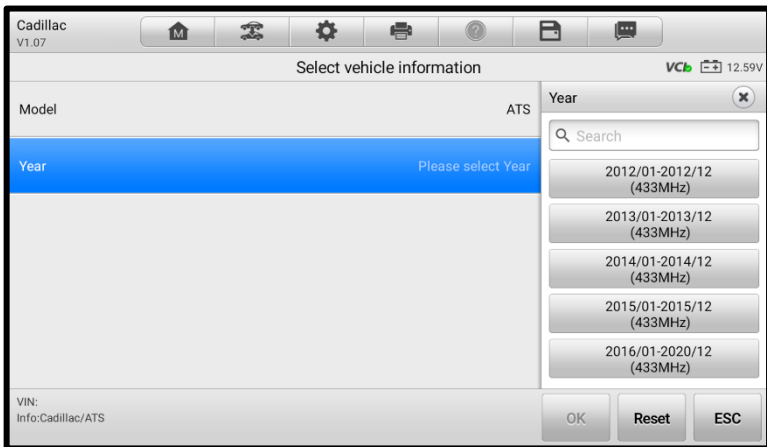 Cadillac
V1.07
M
Select vehicle information
VCI 12.59V
Model ATS
Year Please select Year
Year
Search
2012/01-2012/12
(433MHz)
2013/01-2013/12
(433MHz)
2014/01-2014/12
(433MHz)
2015/01-2015/12
(433MHz)
2016/01-2020/12
(433MHz)
VIN:
Info:Cadillac/ATS
OK Reset ESC